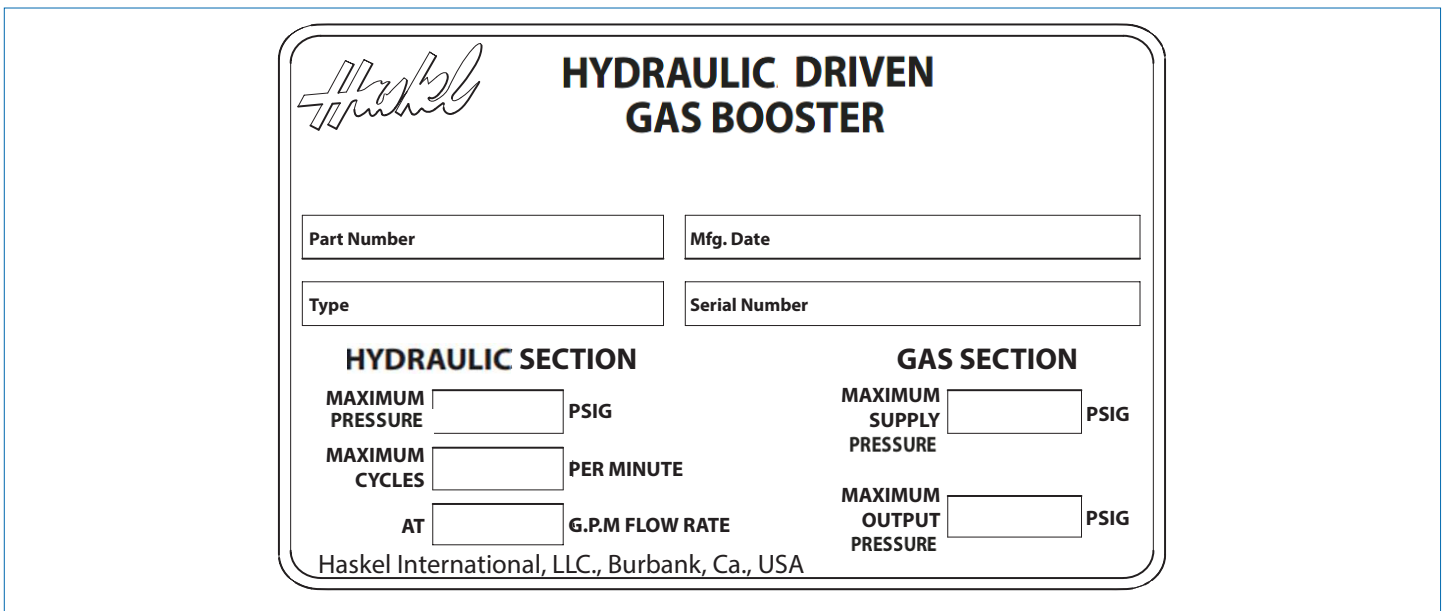 Haskel
HYDRAULIC DRIVEN
GAS BOOSTER
Part Number
Mfg. Date
Type
Serial Number
HYDRAULIC SECTION
MAXIMUM
PRESSURE
PSIG
MAXIMUM
CYCLES
PER MINUTE
AT
G.P.M FLOW RATE
GAS SECTION
MAXIMUM
SUPPLY
PRESSURE
PSIG
MAXIMUM
OUTPUT
PRESSURE
PSIG
Haskel International, LLC., Burbank, Ca., USA